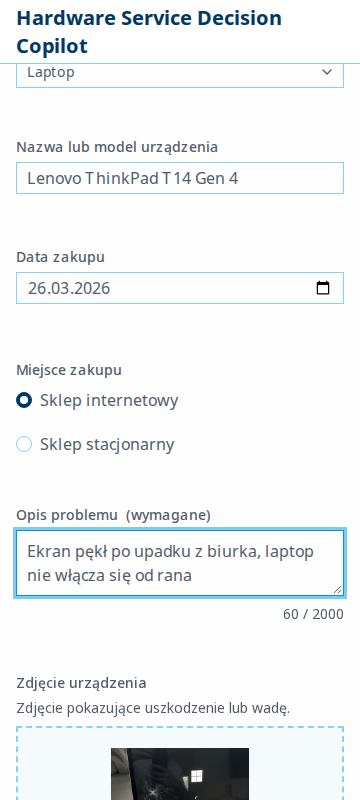 Hardware Service Decision
Copilot
Laptop
Nazwa lub model urządzenia
Lenovo ThinkPad T14 Gen 4
Data zakupu
26.03.2026
Miejsce zakupu
Sklep internetowy
Sklep stacjonarny
Opis problemu (wymagane)
Ekran pękł po upadku z biurka, laptop
nie włącza się od rana
60 / 2000
Zdjęcie urządzenia
Zdjęcie pokazujące uszkodzenie lub wadę.